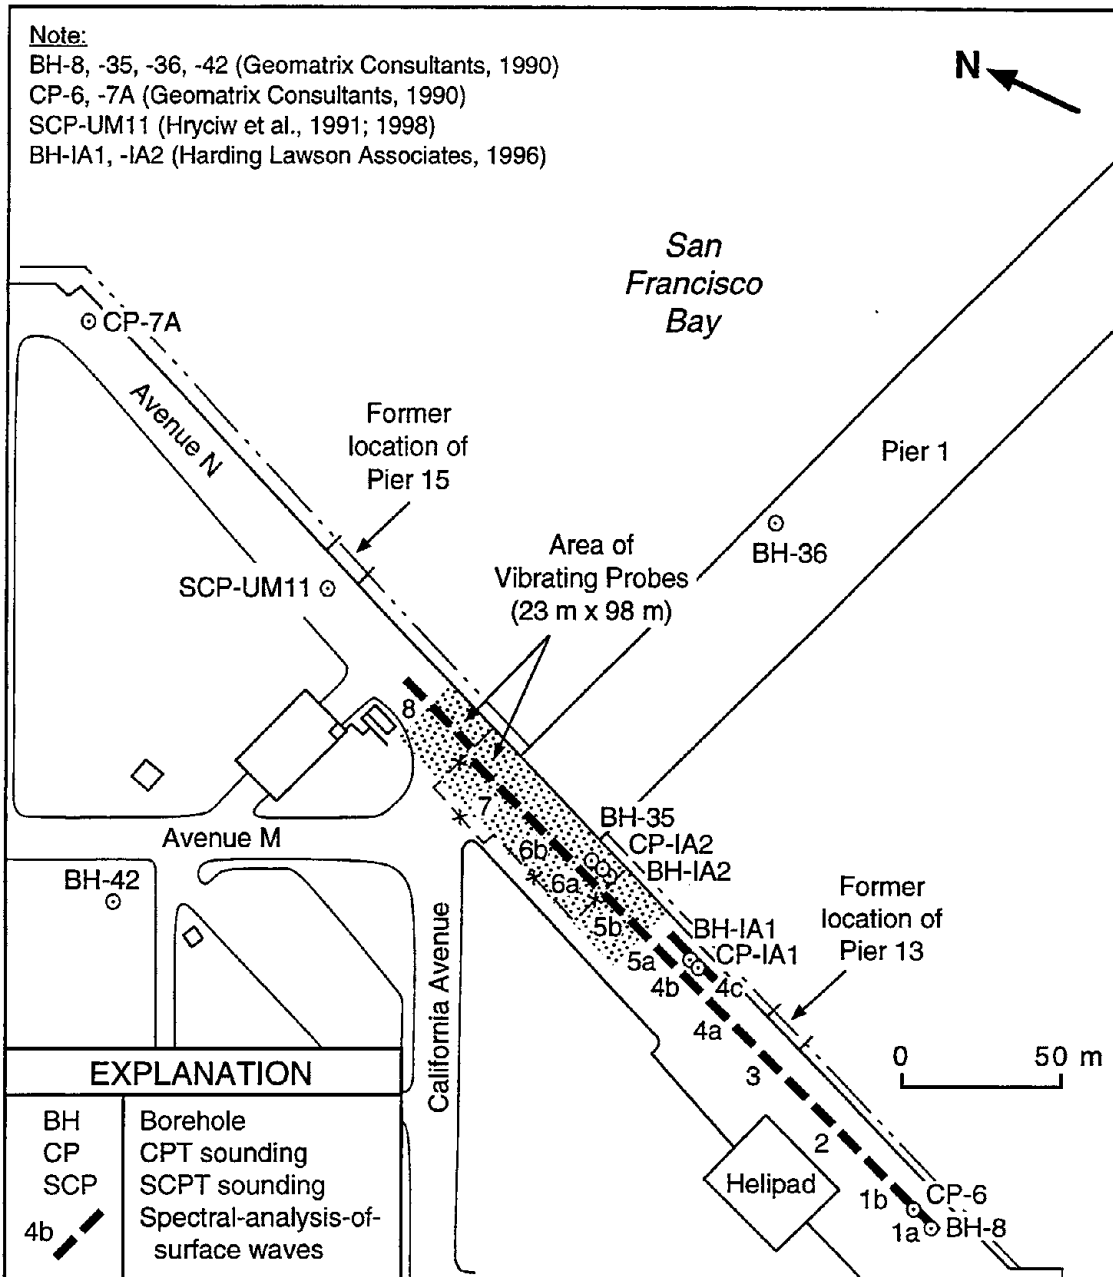 Note:
BH-8, -35, -36, -42 (Geomatrix Consultants, 1990)
CP-6, -7A (Geomatrix Consultants, 1990)
SCP-UM11 (Hryciw et al., 1991; 1998)
BH-IA1, -IA2 (Harding Lawson Associates, 1996)
N
San
Francisco
Bay
CP-7A
Avenue N
Former
location of
Pier 15
Pier 1
BH-36
Area of
Vibrating Probes
(23 m x 98 m)
SCP-UM11
8
7
6b
6a
5b
5a
4b
4a
4c
3
2
1b
1a
BH-35
CP-IA2
BH-IA2
BH-IA1
CP-IA1
Former
location of
Pier 13
Avenue M
BH-42
California Avenue
0 50 m
Helipad
CP-6
BH-8
EXPLANATION
BH Borehole
CP CPT sounding
SCP SCPT sounding
4b Spectral-analysis-of-
surface waves